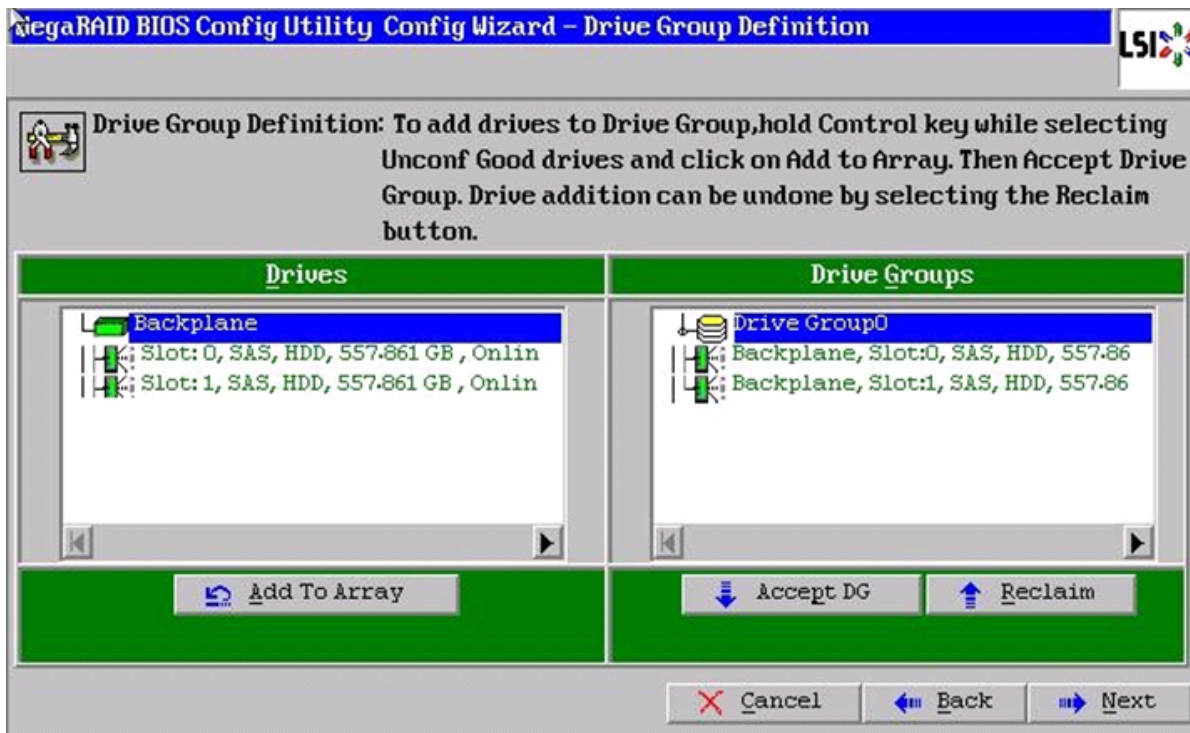 MegaRAID BIOS Config Utility Config Wizard – Drive Group Definition
LSI
Drive Group Definition: To add drives to Drive Group,hold Control key while selecting
Unconf Good drives and click on Add to Array. Then Accept Drive
Group. Drive addition can be undone by selecting the Reclaim
button.
Drives
Drive Groups
Backplane
Slot: 0, SAS, HDD, 557.861 GB , Onlin
Slot: 1, SAS, HDD, 557.861 GB , Onlin
Drive Group0
Backplane, Slot:0, SAS, HDD, 557.86
Backplane, Slot:1, SAS, HDD, 557.86
Add To Array
Accept DG
Reclaim
Cancel
Back
Next